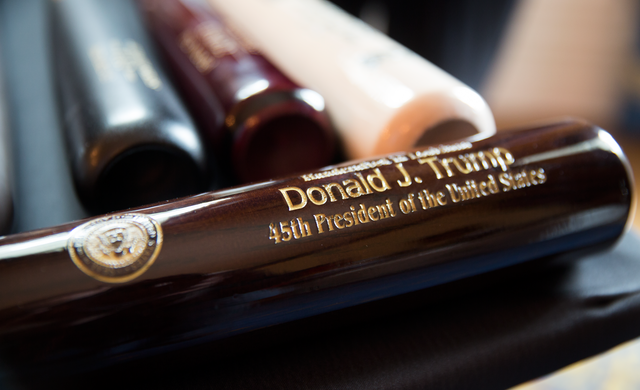 Donald J. Trump
45th President of the United States